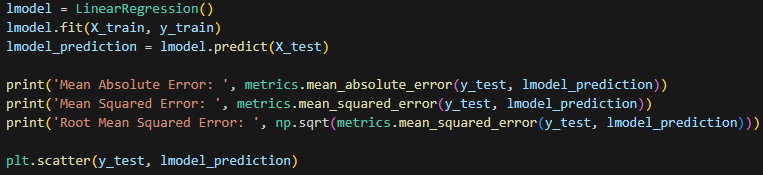 lmodel = LinearRegression()
lmodel.fit(X_train, y_train)
lmodel_prediction = lmodel.predict(X_test)
print('Mean Absolute Error: ', metrics.mean_absolute_error(y_test, lmodel_prediction))
print('Mean Squared Error: ', metrics.mean_squared_error(y_test, lmodel_prediction))
print('Root Mean Squared Error: ', np.sqrt(metrics.mean_squared_error(y_test, lmodel_prediction)))
plt.scatter(y_test, lmodel_prediction)